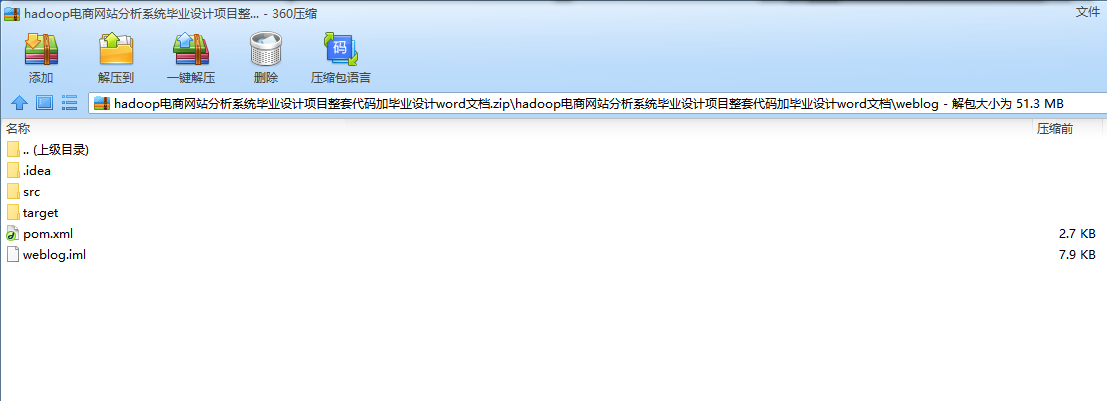 hadoop电商网站分析系统毕业设计项目整... - 360压缩
文件
添加 解压到 一键解压 删除 压缩包语言
码
hadoop电商网站分析系统毕业设计项目整套代码加毕业设计word文档.zip\hadoop电商网站分析系统毕业设计项目整套代码加毕业设计word文档\weblog - 解包大小为 51.3 MB
名称 压缩前
.. (上级目录)
.idea
src
target
pom.xml 2.7 KB
weblog.iml 7.9 KB